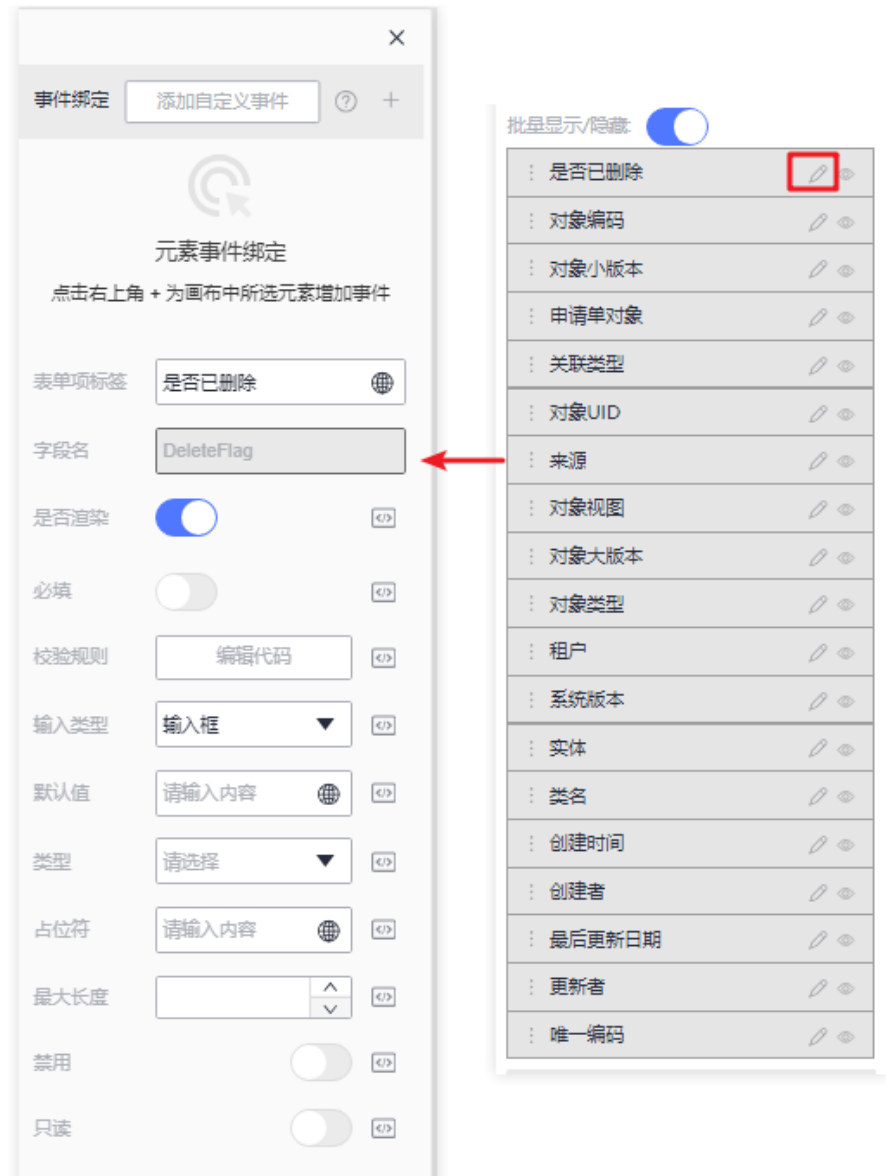 事件绑定 添加自定义事件
元素事件绑定
点击右上角 + 为画布中所选元素增加事件
表单项标签 是否已删除
字段名 DeleteFlag
是否渲染
必填
校验规则 编辑代码
输入类型 输入框
默认值 请输入内容
类型 请选择
占位符 请输入内容
最大长度
禁用
只读
批量显示/隐藏:
是否已删除
对象编码
对象小版本
申请单对象
关联类型
对象UID
来源
对象视图
对象大版本
对象类型
租户
系统版本
实体
类名
创建时间
创建者
最后更新日期
更新者
唯一编码